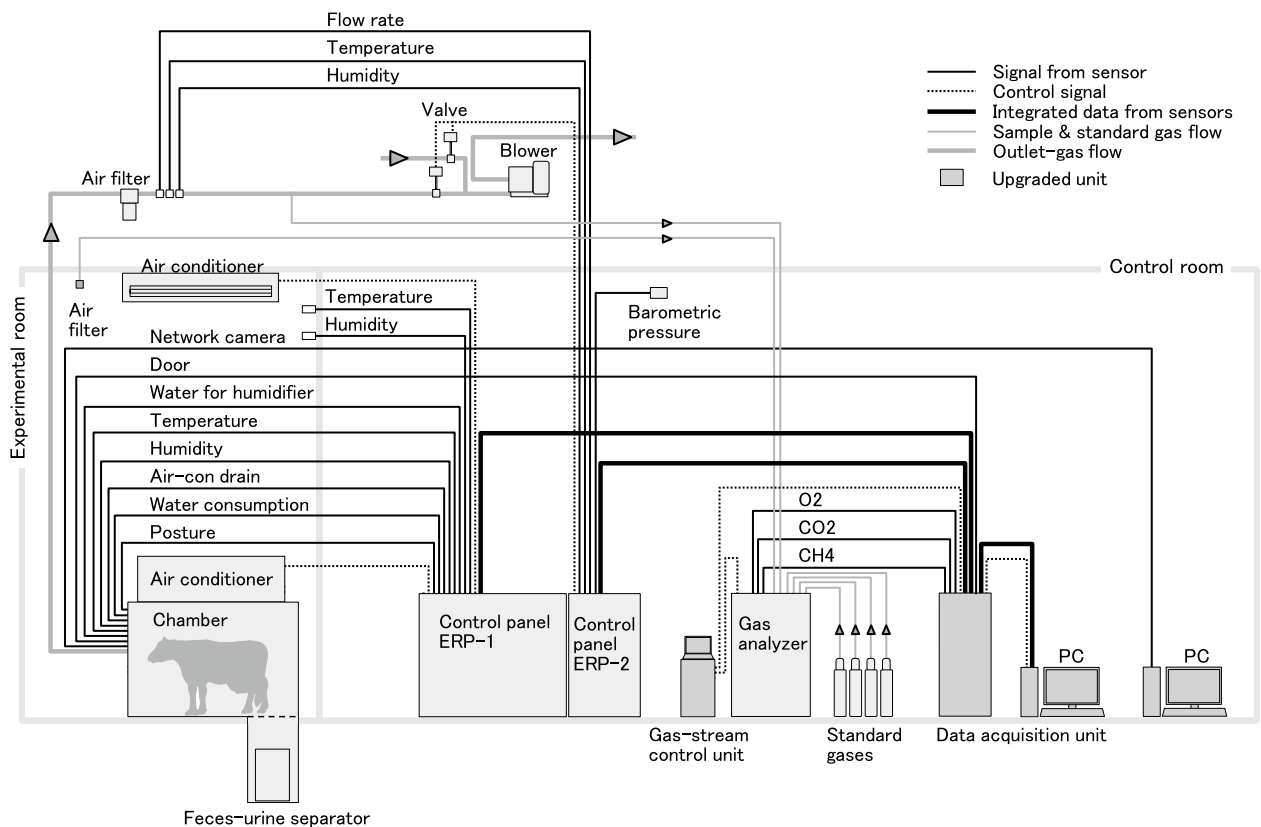 Flow rate
Temperature
Humidity
Valve
Blower
Air filter
Signal from sensor
Control signal
Integrated data from sensors
Sample & standard gas flow
Outlet-gas flow
Upgraded unit
Experimental room
Control room
Air conditioner
Air
filter
Temperature
Humidity
Barometric
pressure
Network camera
Door
Water for humidifier
Temperature
Humidity
Air-con drain
Water consumption
Posture
O2
CO2
CH4
Air conditioner
Chamber
Control panel
ERP-1
Control
panel
ERP-2
Gas
analyzer
PC
PC
Gas-stream
control unit
Standard
gases
Data acquisition unit
Feces-urine separator